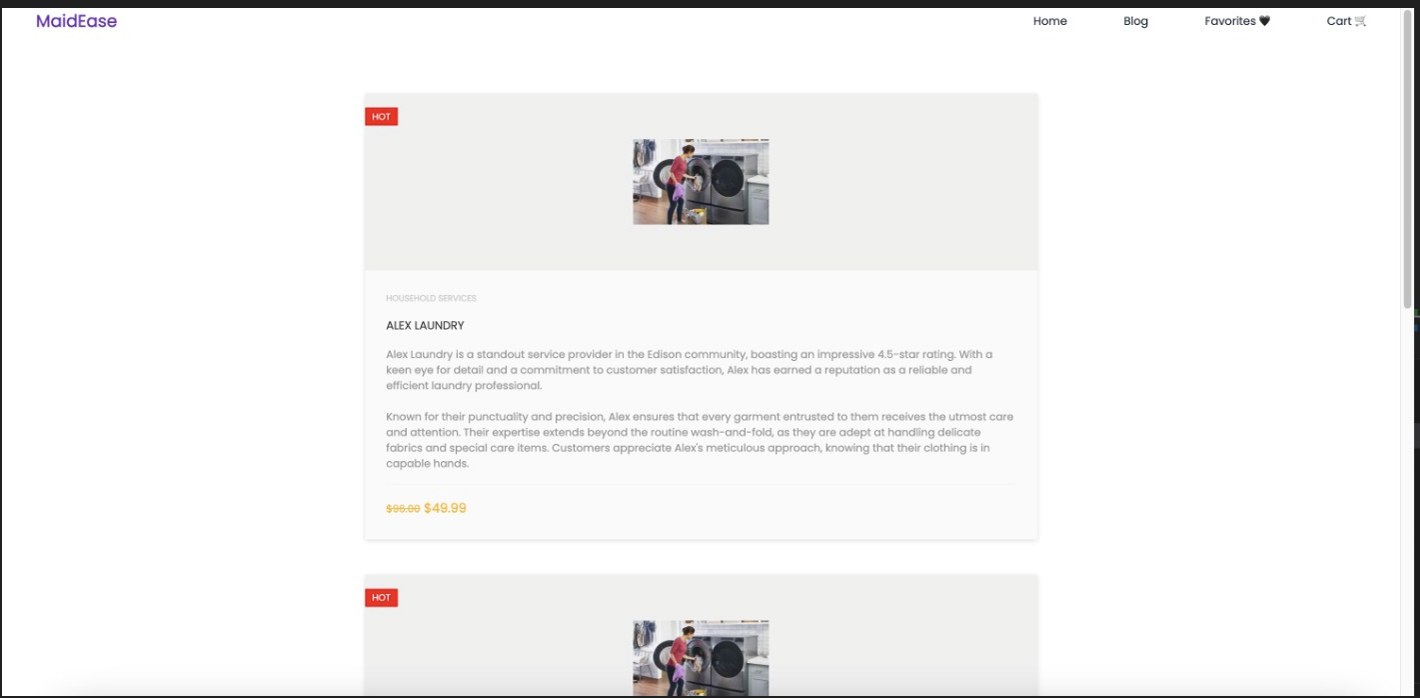 MaidEase
Home Blog Favorites 🖤 Cart 🛒
HOT
HOUSEHOLD SERVICES
ALEX LAUNDRY
Alex Laundry is a standout service provider in the Edison community, boasting an impressive 4.5-star rating. With a
keen eye for detail and a commitment to customer satisfaction, Alex has earned a reputation as a reliable and
efficient laundry professional.
Known for their punctuality and precision, Alex ensures that every garment entrusted to them receives the utmost care
and attention. Their expertise extends beyond the routine wash-and-fold, as they are adept at handling delicate
fabrics and special care items. Customers appreciate Alex's meticulous approach, knowing that their clothing is in
capable hands.
$96.00 $49.99
HOT